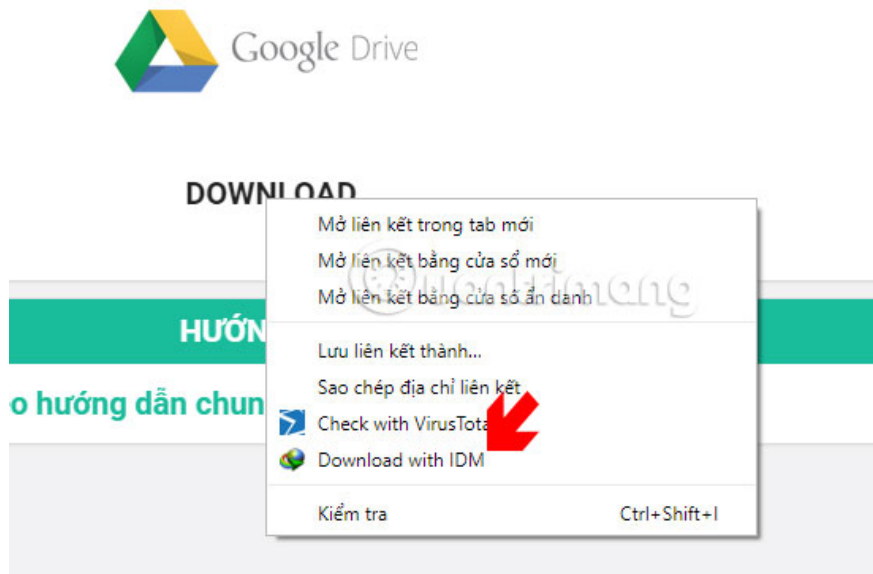 Google Drive
DOWNLOAD
Mở liên kết trong tab mới
Mở liên kết bằng cửa sổ mới
Mở liên kết bằng cửa sổ ẩn danh
uantrimang
HƯỚN
Lưu liên kết thành...
Sao chép địa chỉ liên kết
o hướng dẫn chun
Check with VirusTota
Download with IDM
Kiểm tra Ctrl+Shift+I